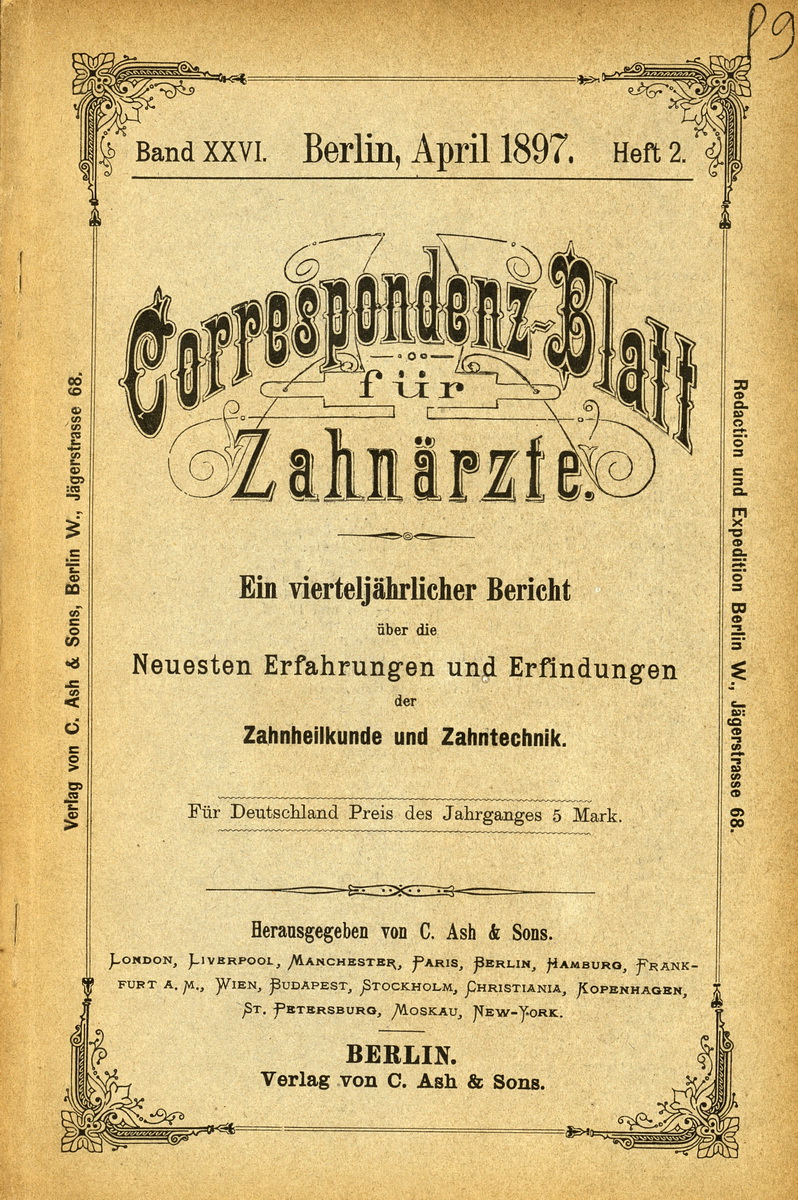 89
Band XXVI. Berlin, April 1897. Heft 2.
Correspondenz-Blatt
für
Zahnärzte.
Ein vierteljährlicher Bericht
über die
Neuesten Erfahrungen und Erfindungen
der
Zahnheilkunde und Zahntechnik.
Für Deutschland Preis des Jahrganges 5 Mark.
Herausgegeben von C. Ash & Sons.
London, Liverpool, Manchester, Paris, Berlin, Hamburg, Frank-
furt a. M., Wien, Budapest, Stockholm, Christiania, Kopenhagen,
St. Petersburg, Moskau, New-York.
BERLIN.
Verlag von C. Ash & Sons.
Verlag von C. Ash & Sons, Berlin W., Jägerstrasse 68.
Redaction und Expedition Berlin W., Jägerstrasse 68.